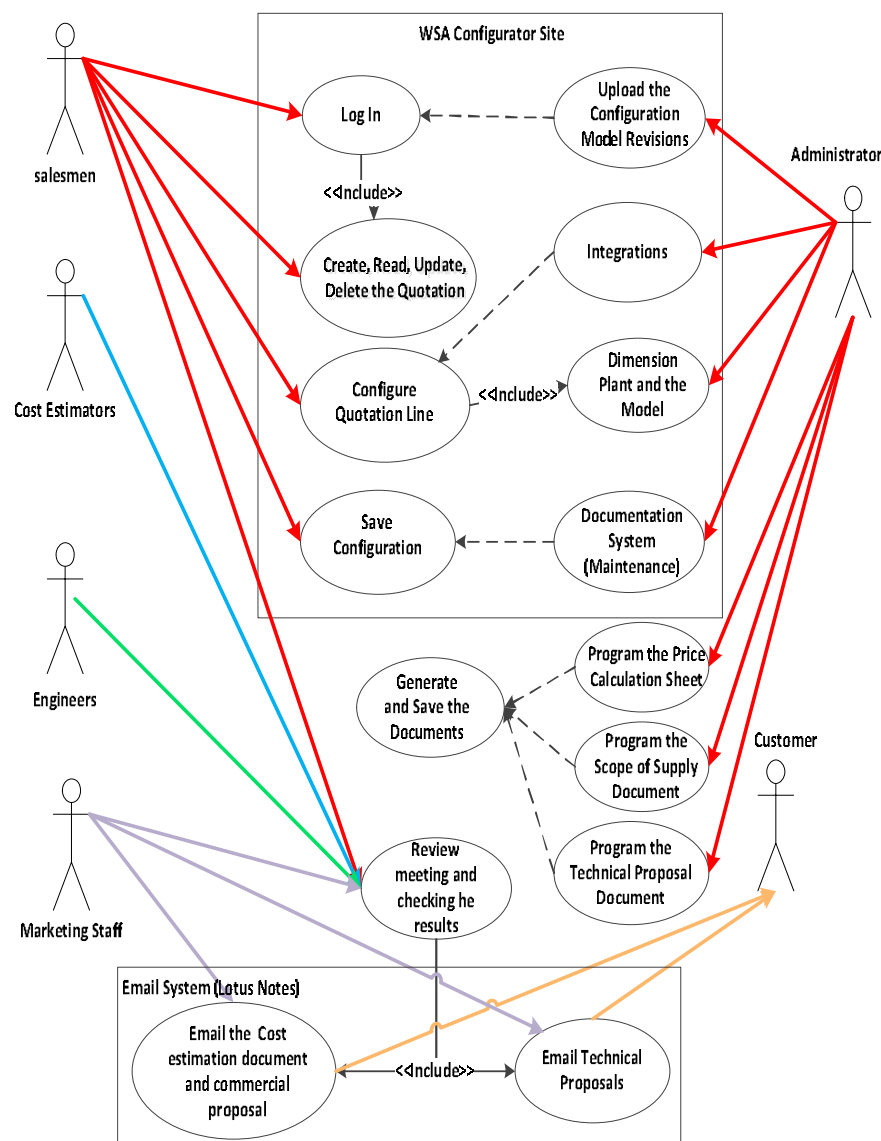 WSA Configurator Site
Log In
Upload the
Configuration
Model Revisions
salesmen
Administrator
<<Include>>
Create, Read, Update,
Delete the Quotation
Integrations
Cost Estimators
Configure
Quotation Line
<<Include>>
Dimension
Plant and the
Model
Save
Configuration
Documentation
System
(Maintenance)
Engineers
Generate
and Save the
Documents
Program the Price
Calculation Sheet
Program the
Scope of Supply
Document
Customer
Marketing Staff
Review
meeting and
checking he
results
Program the
Technical Proposal
Document
Email System (Lotus Notes)
Email the Cost
estimation document
and commercial
proposal
<<Include>>
Email Technical
Proposals